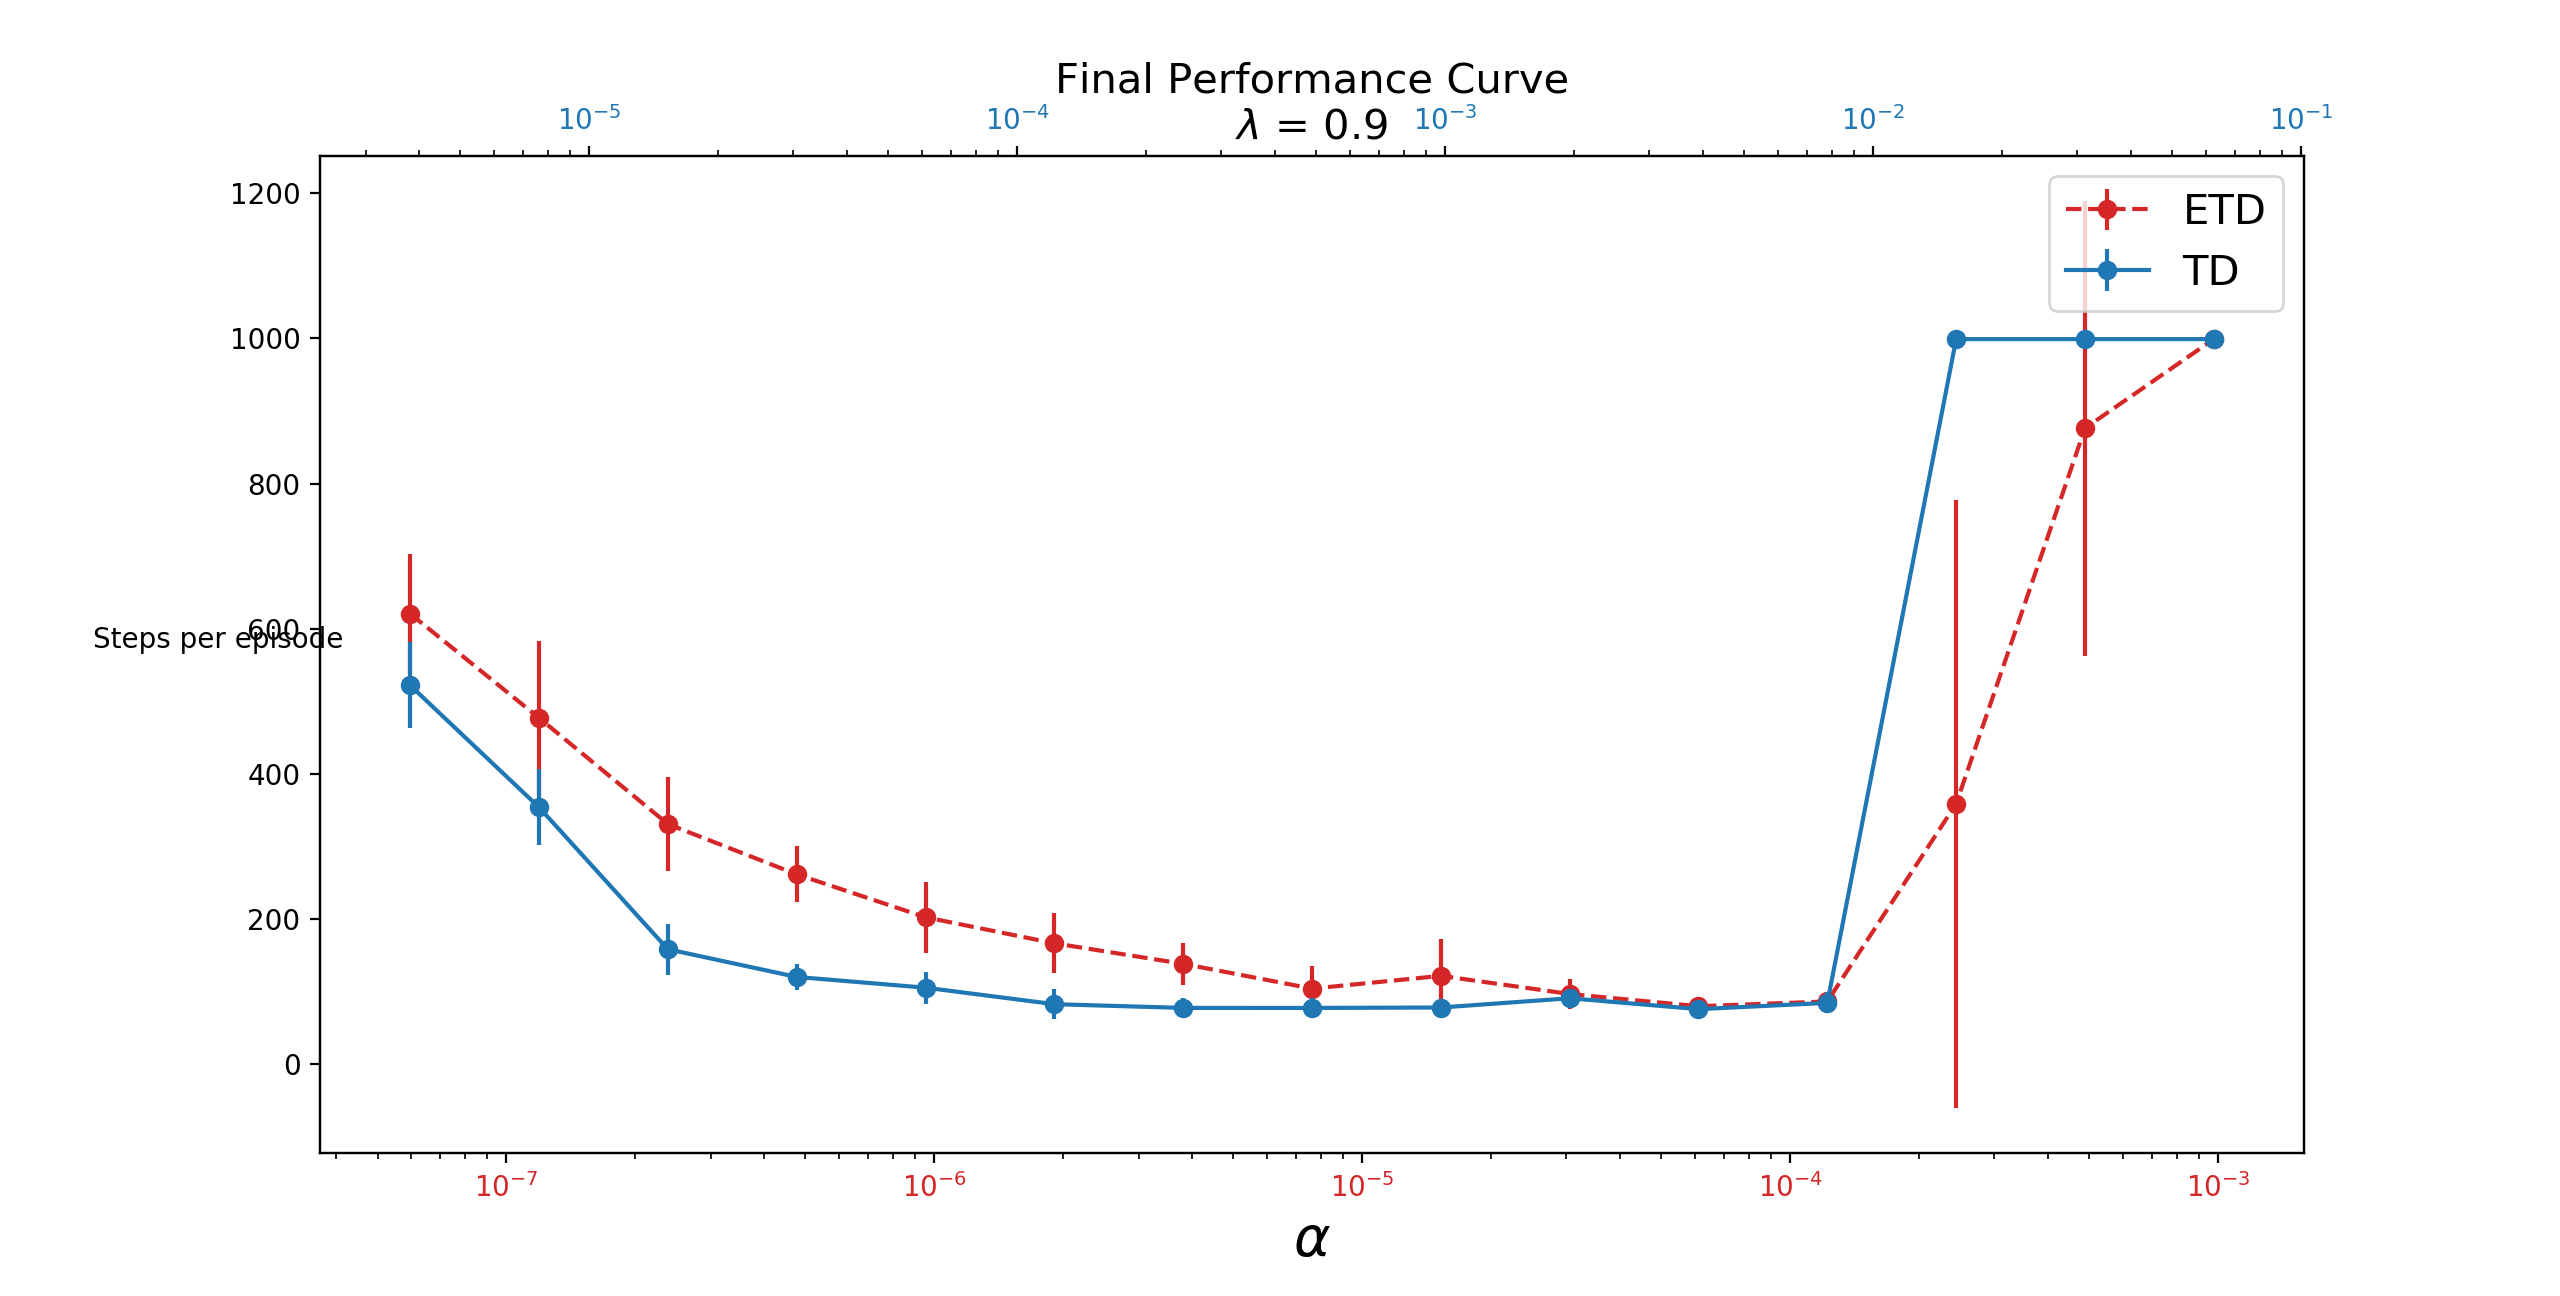 Final Performance Curve
λ = 0.9
10⁻⁵ 10⁻⁴ 10⁻³ 10⁻² 10⁻¹
ETD
TD
1200
1000
800
600
400
200
0
Steps per episode
10⁻⁷ 10⁻⁶ 10⁻⁵ 10⁻⁴ 10⁻³
α